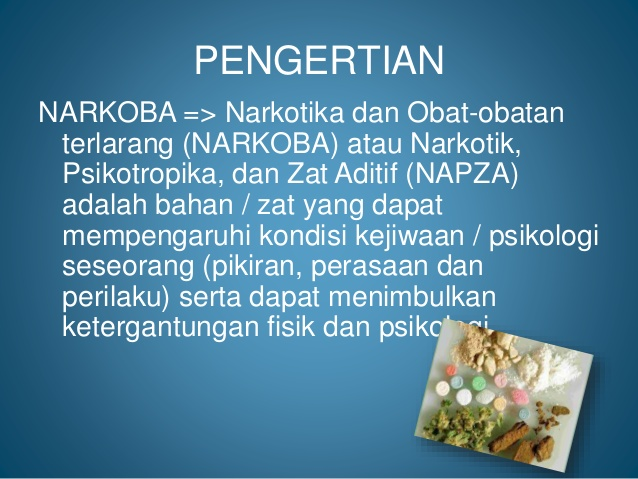 PENGERTIAN
NARKOBA => Narkotika dan Obat-obatan
terlarang (NARKOBA) atau Narkotik,
Psikotropika, dan Zat Aditif (NAPZA)
adalah bahan / zat yang dapat
mempengaruhi kondisi kejiwaan / psikologi
seseorang (pikiran, perasaan dan
perilaku) serta dapat menimbulkan
ketergantungan fisik dan psikologi